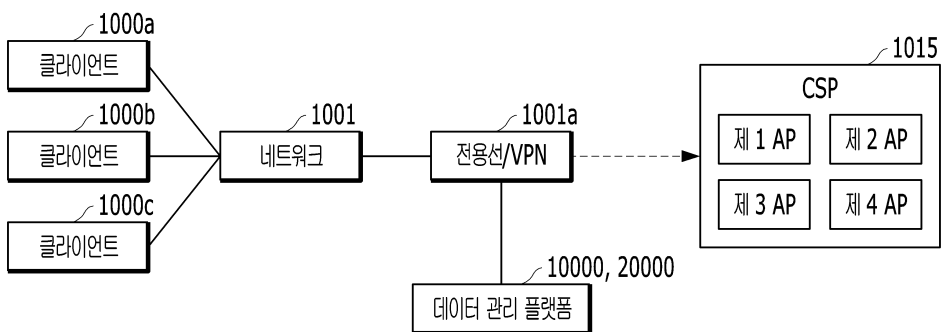 1000a
클라이언트
1000b
클라이언트
1000c
클라이언트
1001
네트워크
1001a
전용선/VPN
10000, 20000
데이터 관리 플랫폼
1015
CSP
제 1 AP
제 2 AP
제 3 AP
제 4 AP